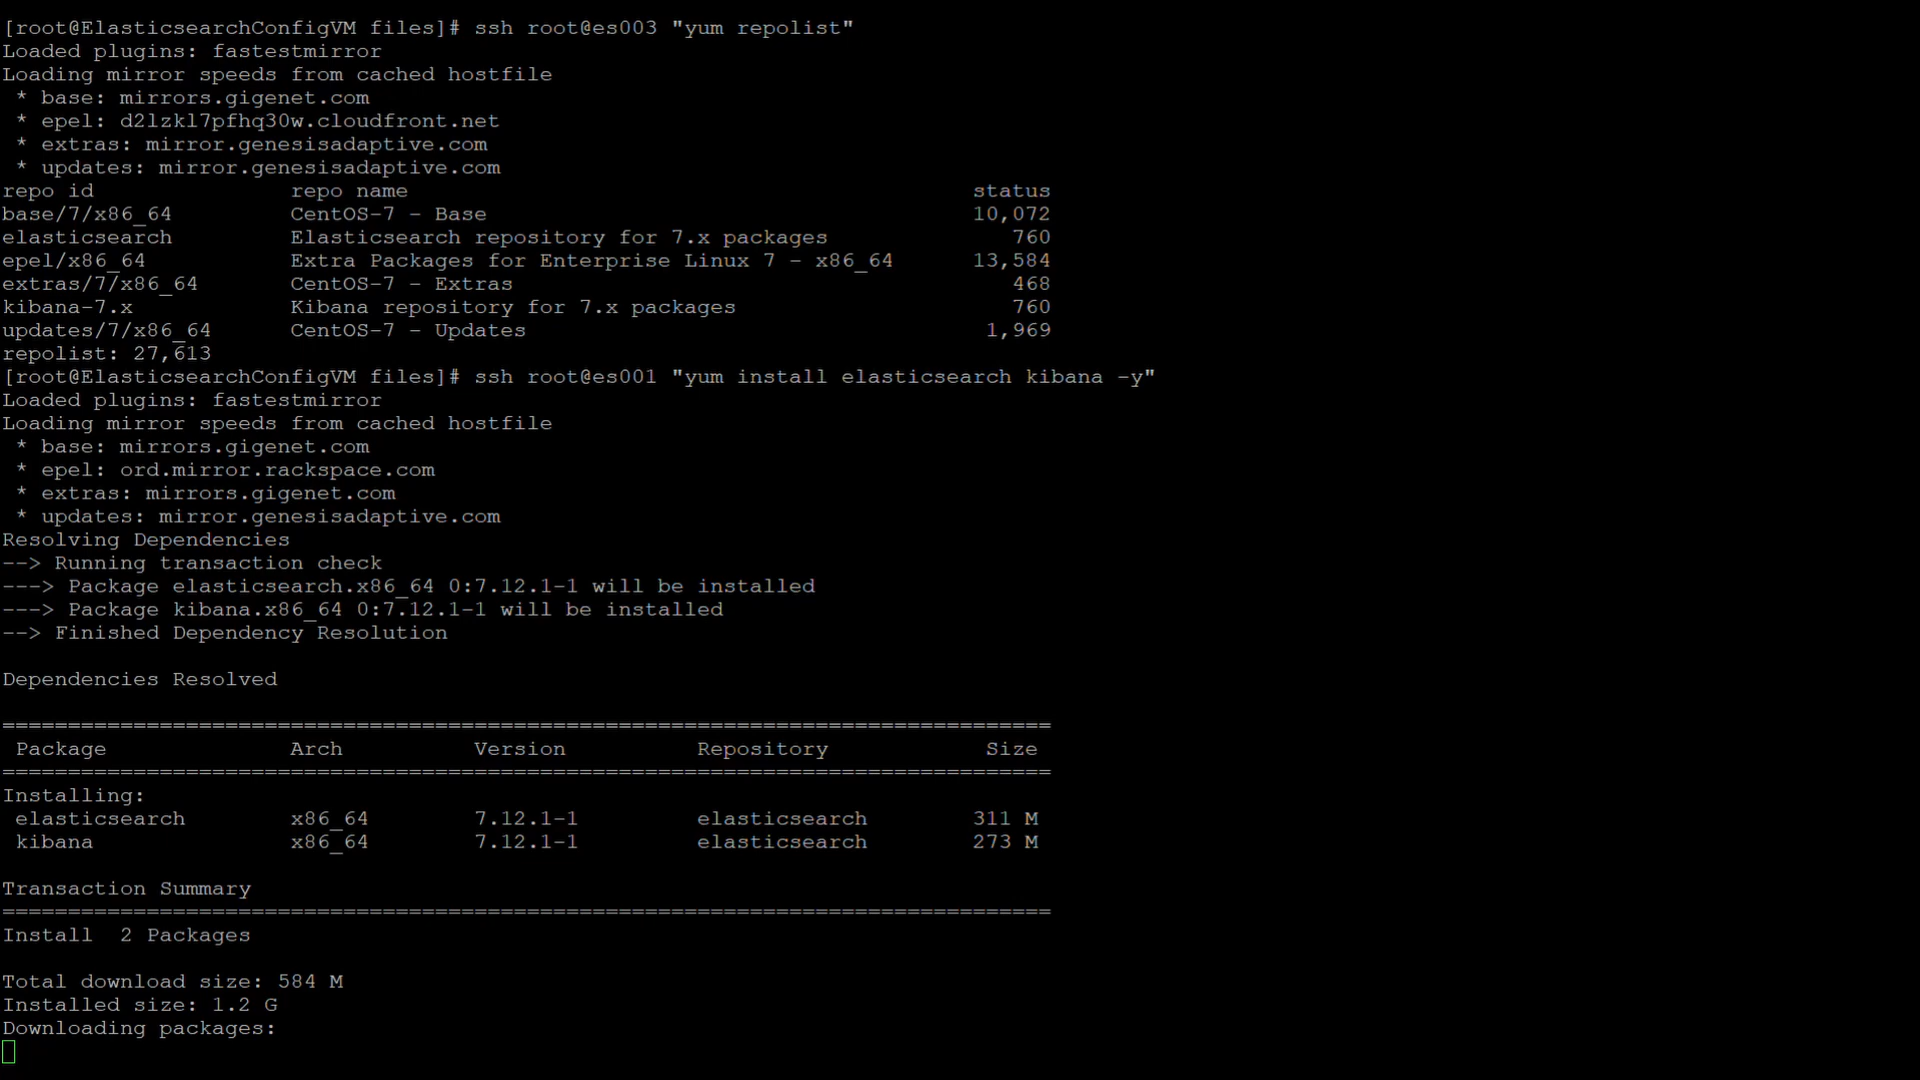 [root@ElasticsearchConfigVM files]# ssh root@es003 "yum repolist"
Loaded plugins: fastestmirror
Loading mirror speeds from cached hostfile
 * base: mirrors.gigenet.com
 * epel: d2lzkl7pfhq30w.cloudfront.net
 * extras: mirror.genesisadaptive.com
 * updates: mirror.genesisadaptive.com
repo id               repo name                                           status
base/7/x86_64         CentOS-7 - Base                                     10,072
elasticsearch         Elasticsearch repository for 7.x packages              760
epel/x86_64           Extra Packages for Enterprise Linux 7 - x86_64      13,584
extras/7/x86_64       CentOS-7 - Extras                                      468
kibana-7.x            Kibana repository for 7.x packages                     760
updates/7/x86_64      CentOS-7 - Updates                                   1,969
repolist: 27,613
[root@ElasticsearchConfigVM files]# ssh root@es001 "yum install elasticsearch kibana -y"
Loaded plugins: fastestmirror
Loading mirror speeds from cached hostfile
 * base: mirrors.gigenet.com
 * epel: ord.mirror.rackspace.com
 * extras: mirrors.gigenet.com
 * updates: mirror.genesisadaptive.com
Resolving Dependencies
--> Running transaction check
---> Package elasticsearch.x86_64 0:7.12.1-1 will be installed
---> Package kibana.x86_64 0:7.12.1-1 will be installed
--> Finished Dependency Resolution

Dependencies Resolved

================================================================================
 Package              Arch          Version          Repository            Size
================================================================================
Installing:
 elasticsearch        x86_64        7.12.1-1         elasticsearch        311 M
 kibana               x86_64        7.12.1-1         elasticsearch        273 M

Transaction Summary
================================================================================
Install  2 Packages

Total download size: 584 M
Installed size: 1.2 G
Downloading packages: